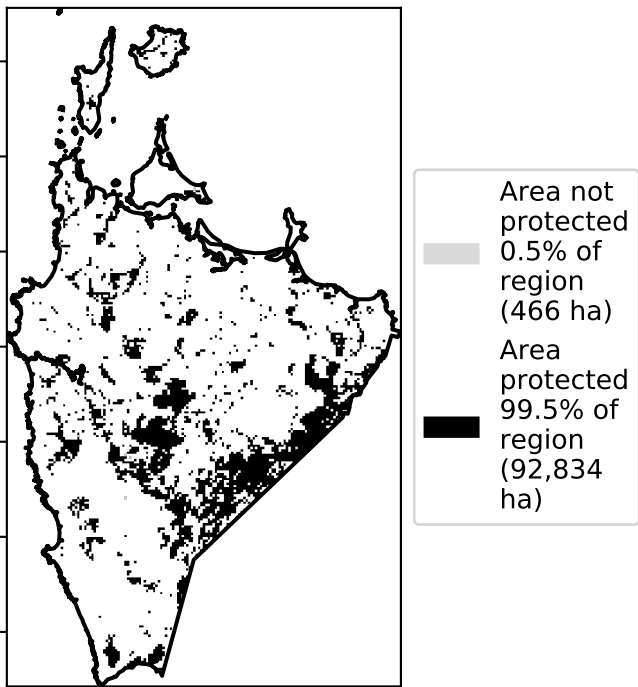 Area not
protected
0.5% of
region
(466 ha)
Area
protected
99.5% of
region
(92,834
ha)